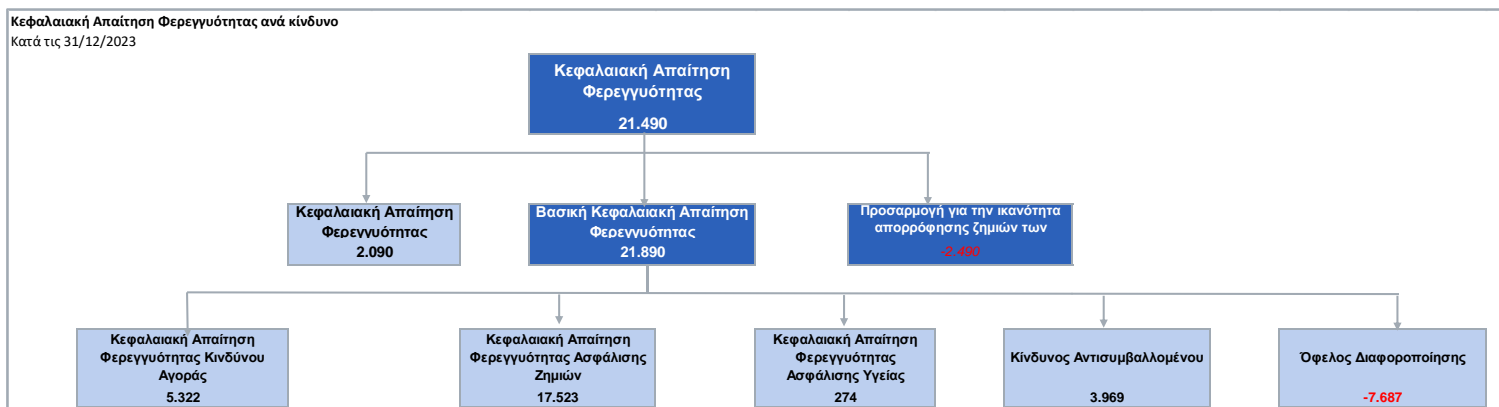 Κεφαλαιακή Απαίτηση Φερεγγυότητας ανά κίνδυνο
Κατά τις 31/12/2023
Κεφαλαιακή Απαίτηση
Φερεγγυότητας
21.490
Κεφαλαιακή Απαίτηση
Φερεγγυότητας
2.090
Βασική Κεφαλαιακή Απαίτηση
Φερεγγυότητας
21.890
Προσαρμογή για την ικανότητα
απορρόφησης ζημιών των
-2.490
Κεφαλαιακή Απαίτηση
Φερεγγυότητας Κινδύνου
Αγοράς
5.322
Κεφαλαιακή Απαίτηση
Φερεγγυότητας Ασφάλισης
Ζημιών
17.523
Κεφαλαιακή Απαίτηση
Φερεγγυότητας
Ασφάλισης Υγείας
274
Κίνδυνος Αντισυμβαλλομένου
3.969
Όφελος Διαφοροποίησης
-7.687